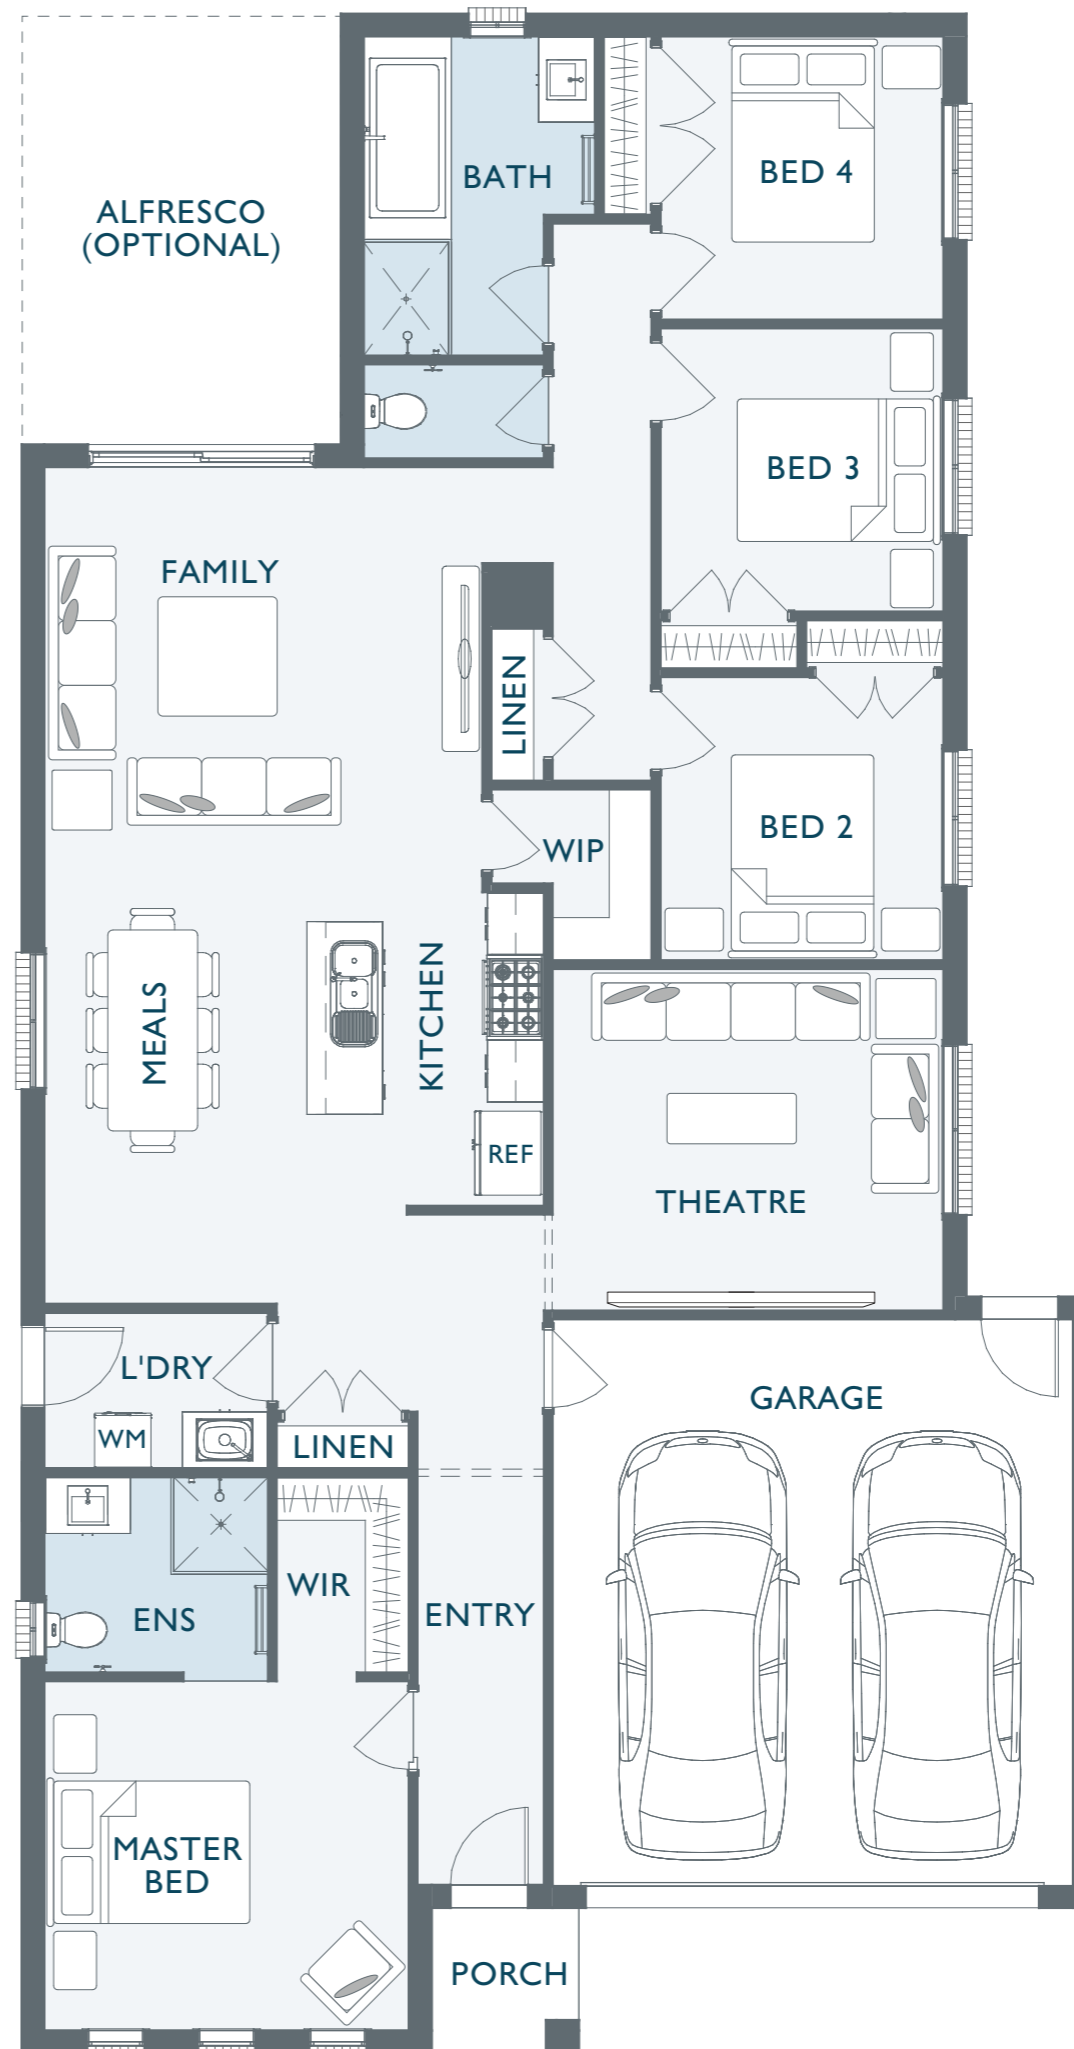 BATH
BED 4
ALFRESCO
(OPTIONAL)
BED 3
FAMILY
LINEN
BED 2
WIP
MEALS
KITCHEN
REF
THEATRE
L'DRY
GARAGE
WM
LINEN
WIR
ENS
ENTRY
MASTER
BED
PORCH